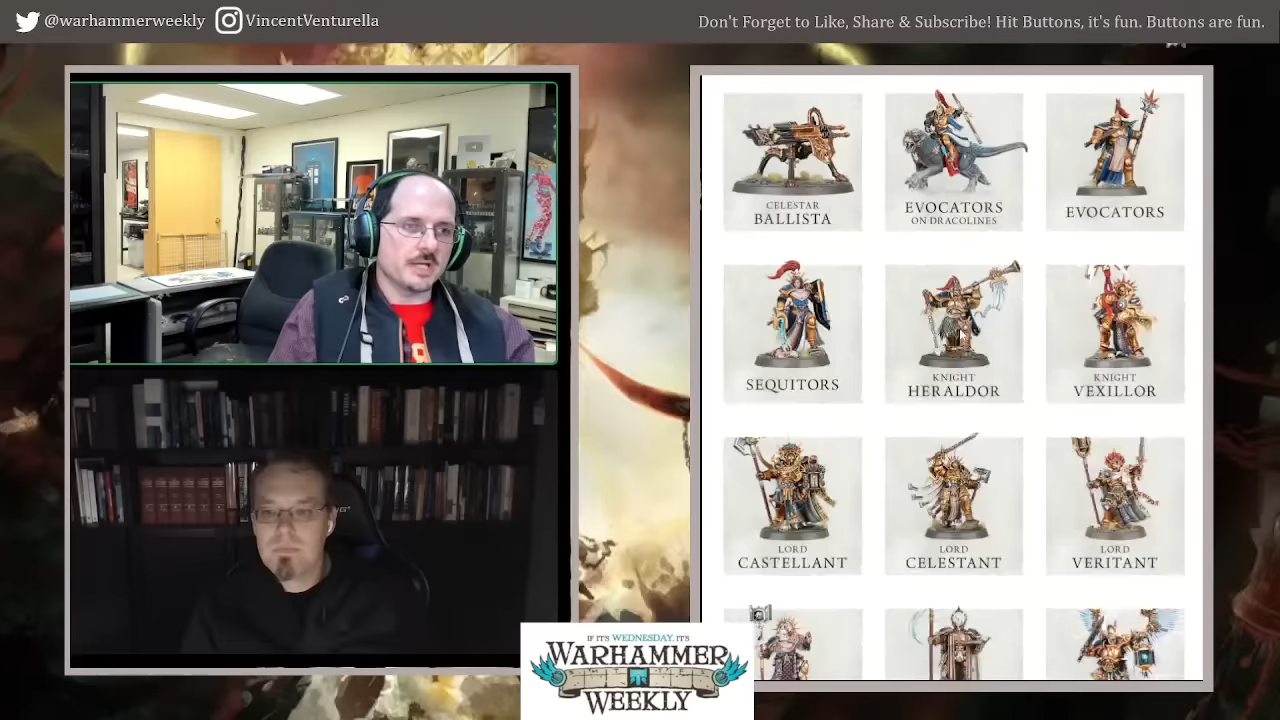 @warhammerweekly VincentVenturella
Don't Forget to Like, Share & Subscribe! Hit Buttons, it's fun. Buttons are fun.
CELESTAR
BALLISTA
EVOCATORS
ON DRACOLINES
EVOCATORS
SEQUITORS
KNIGHT
HERALDOR
KNIGHT
VEXILLOR
LORD
CASTELLANT
LORD
CELESTANT
LORD
VERITANT
IF IT'S WEDNESDAY, IT'S
WARHAMMER
WEEKLY